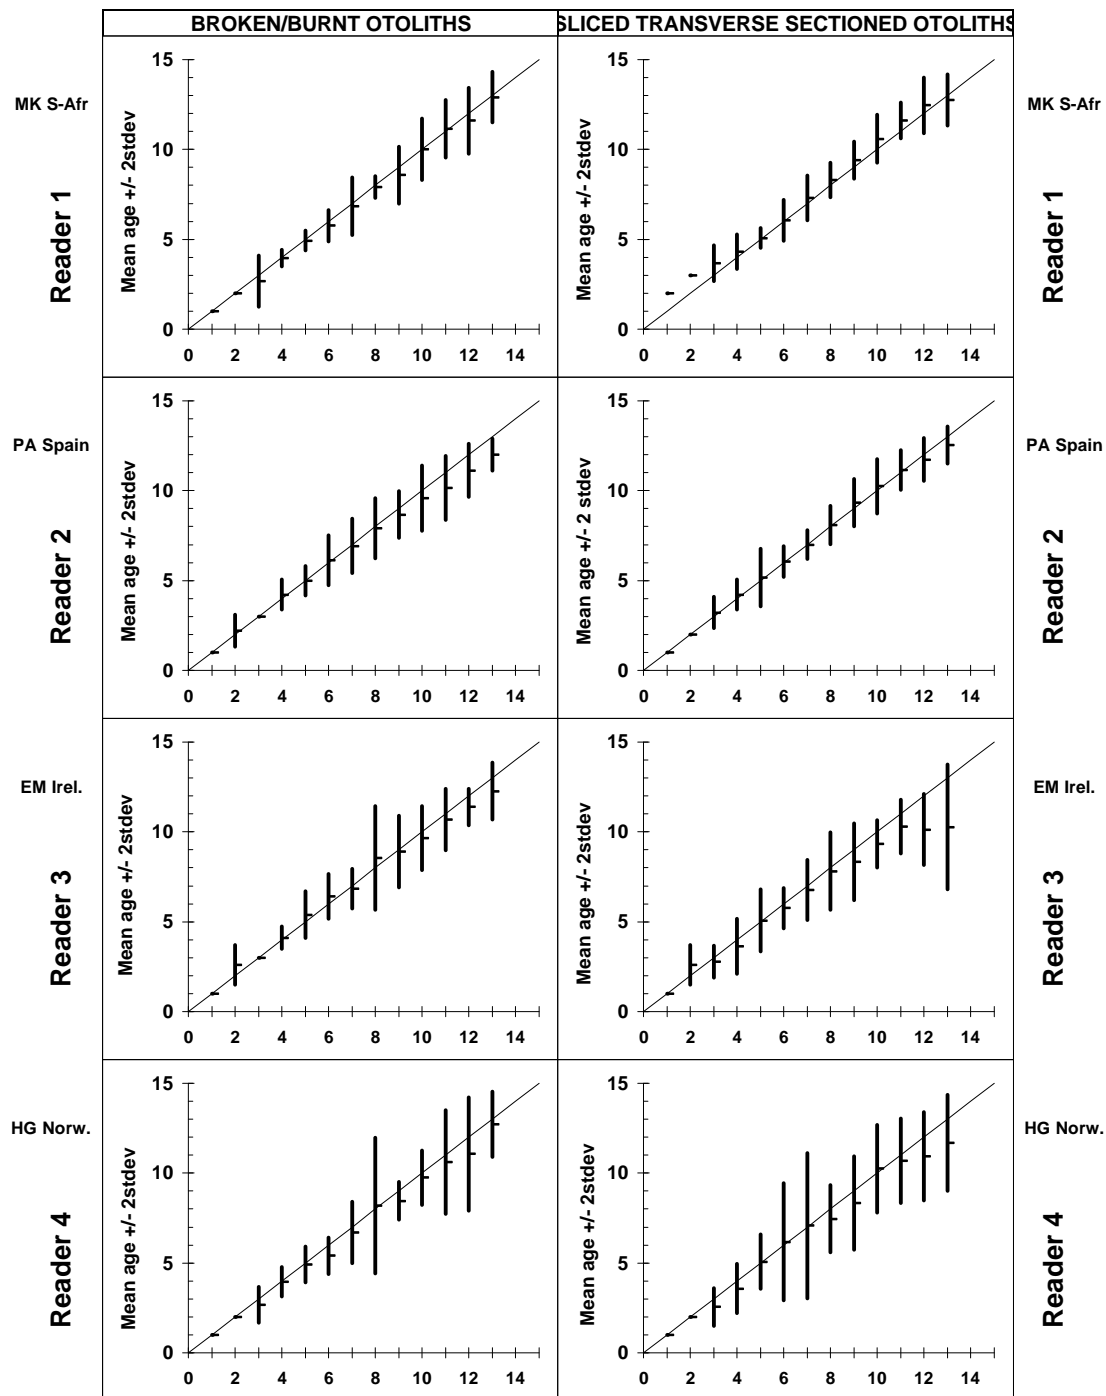 BROKEN/BURNT OTOLITHS
SLICED TRANSVERSE SECTIONED OTOLITHS
MK S-Afr
Reader 1
Mean age +/- 2stdev
15
10
5
0
0 2 4 6 8 10 12 14
Mean age +/- 2stdev
15
10
5
0
0 2 4 6 8 10 12 14
MK S-Afr
Reader 1
PA Spain
Reader 2
Mean age +/- 2stdev
15
10
5
0
0 2 4 6 8 10 12 14
Mean age +/- 2 stdev
15
10
5
0
0 2 4 6 8 10 12 14
PA Spain
Reader 2
EM Irel.
Reader 3
Mean age +/- 2stdev
15
10
5
0
0 2 4 6 8 10 12 14
Mean age +/- 2stdev
15
10
5
0
0 2 4 6 8 10 12 14
EM Irel.
Reader 3
HG Norw.
Reader 4
Mean age +/- 2stdev
15
10
5
0
0 2 4 6 8 10 12 14
Mean age +/- 2stdev
15
10
5
0
0 2 4 6 8 10 12 14
HG Norw.
Reader 4